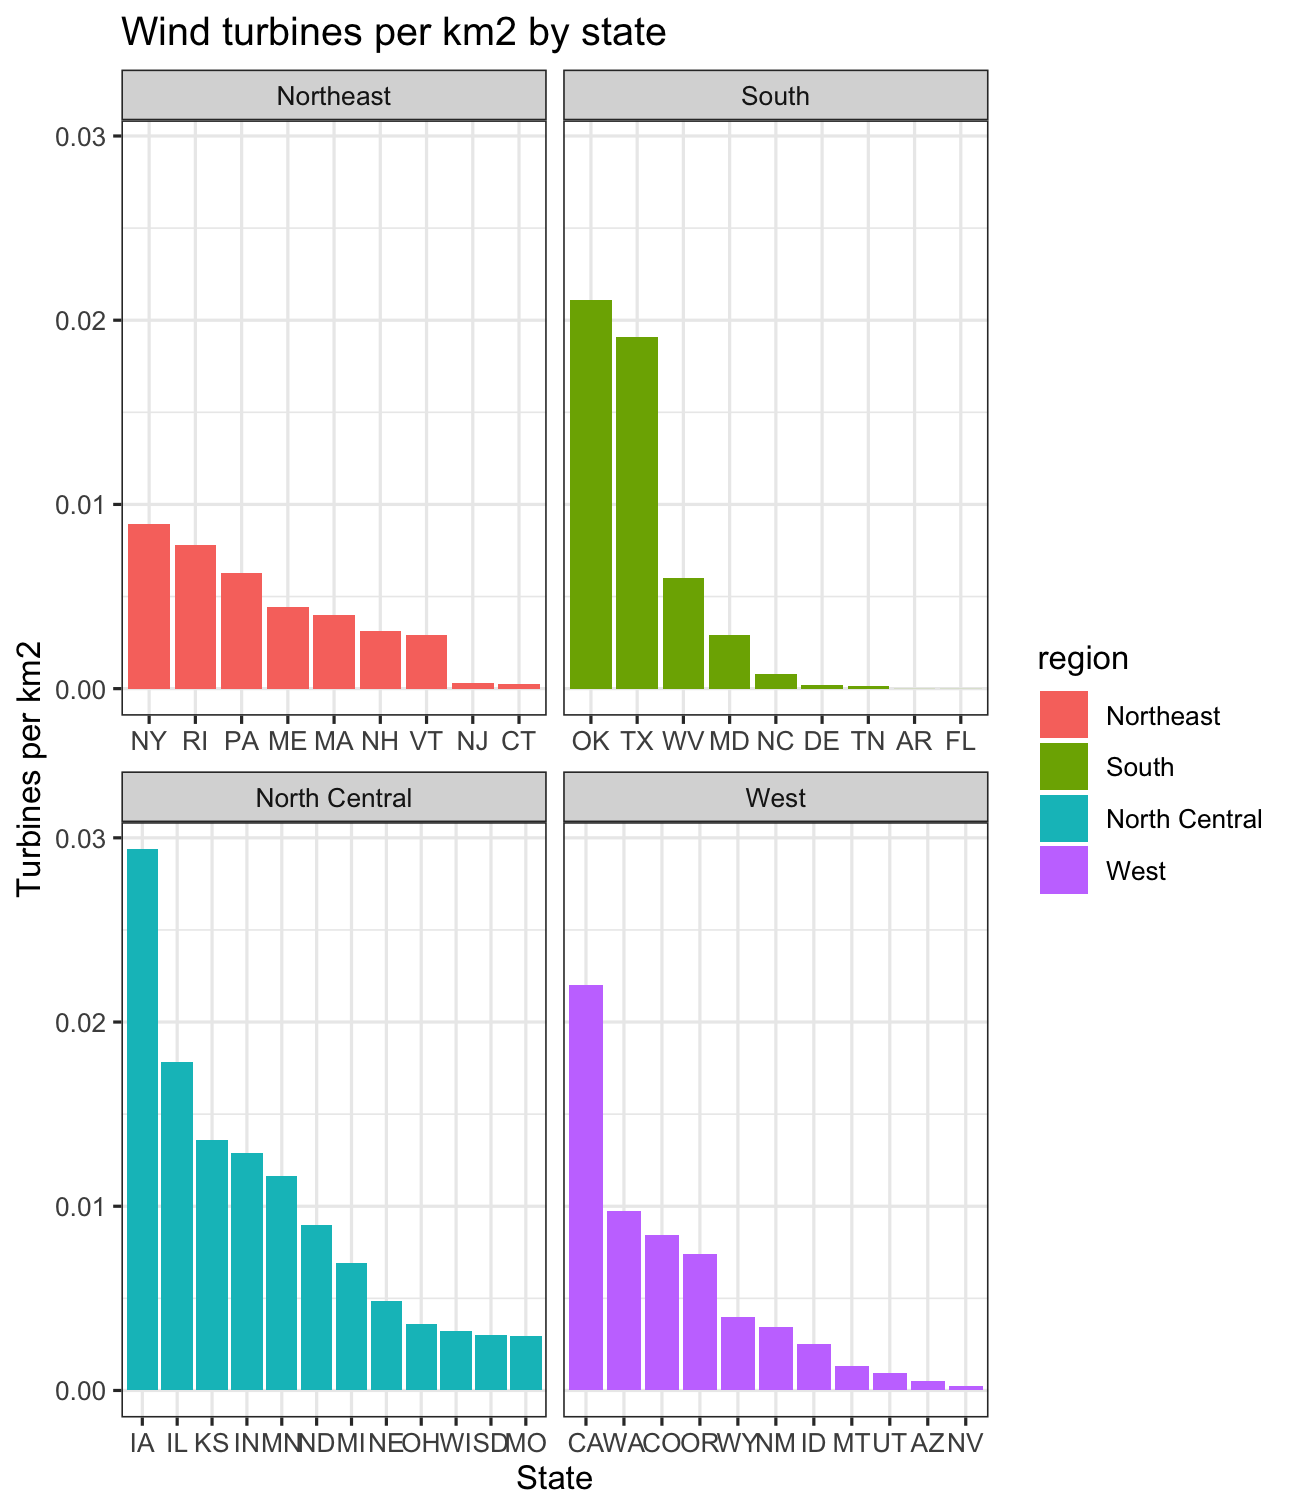 Wind turbines per km2 by state
Northeast
South
0.03
0.02
0.01
0.00
NY RI PA ME MA NH VT NJ CT
OK TX WV MD NC DE TN AR FL
North Central
West
0.03
0.02
0.01
0.00
IA IL KS IN MN ND MI NE OH WI SD MO
CA WA CO OR WY NM ID MT UT AZ NV
State
Turbines per km2
region
Northeast
South
North Central
West